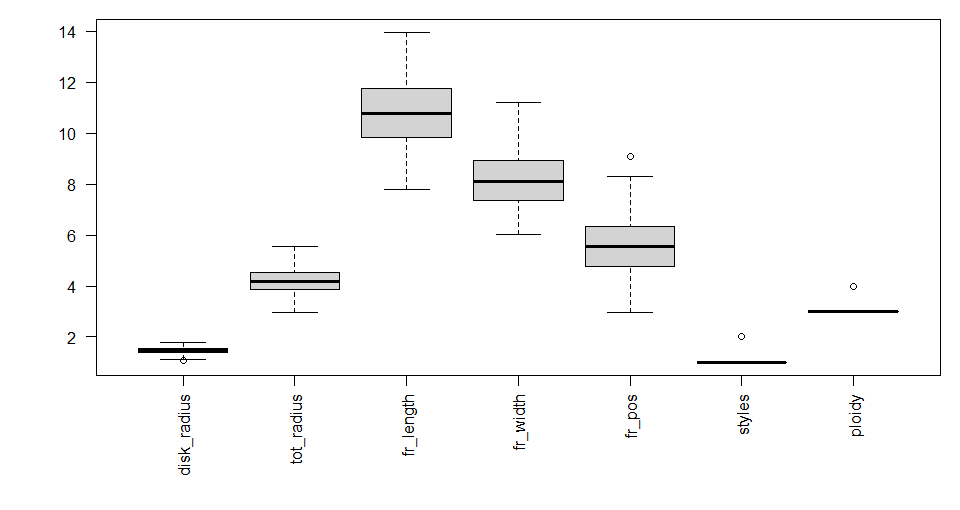 14
12
10
8
6
4
2
disk_radius
tot_radius
fr_length
fr_width
fr_pos
styles
ploidy